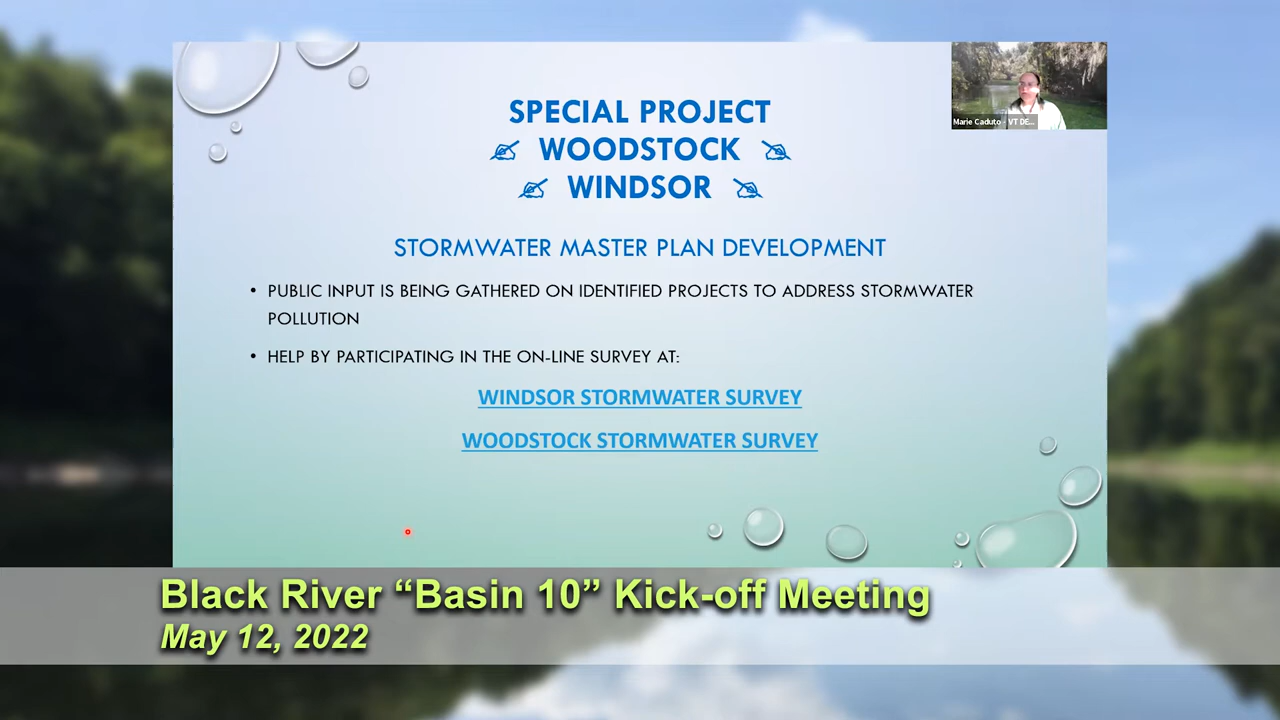 SPECIAL PROJECT
WOODSTOCK
WINDSOR
STORMWATER MASTER PLAN DEVELOPMENT
• PUBLIC INPUT IS BEING GATHERED ON IDENTIFIED PROJECTS TO ADDRESS STORMWATER
POLLUTION
• HELP BY PARTICIPATING IN THE ON-LINE SURVEY AT:
WINDSOR STORMWATER SURVEY
WOODSTOCK STORMWATER SURVEY
Marie Caduto - VT DE...
Black River “Basin 10” Kick-off Meeting
May 12, 2022